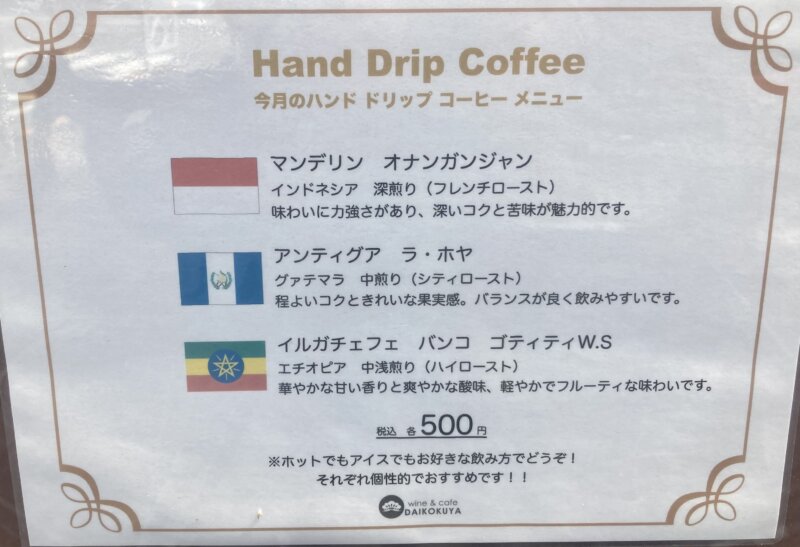 Hand Drip Coffee
今月のハンド ドリップ コーヒー メニュー
マンデリン　オナンガンジャン
インドネシア　深煎り（フレンチロースト）
味わいに力強さがあり、深いコクと苦味が魅力的です。
アンティグア　ラ・ホヤ
グァテマラ　中煎り（シティロースト）
程よいコクときれいな果実感。バランスが良く飲みやすいです。
イルガチェフェ　バンコ　ゴティティW.S
エチオピア　中浅煎り（ハイロースト）
華やかな甘い香りと爽やかな酸味、軽やかでフルーティな味わいです。
税込　各 500円
※ホットでもアイスでもお好きな飲み方でどうぞ！
それぞれ個性的でおすすめです！！
wine & cafe
DAIKOKUYA